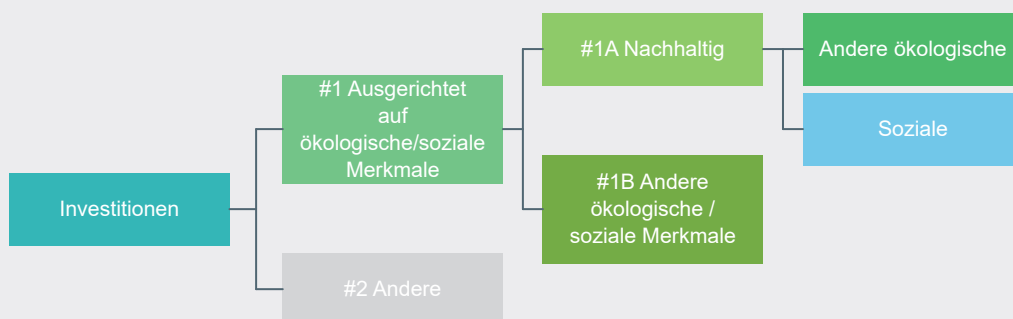 Investitionen
#1 Ausgerichtet
auf
ökologische/soziale
Merkmale
#2 Andere
#1A Nachhaltig
#1B Andere
ökologische /
soziale Merkmale
Andere ökologische
Soziale